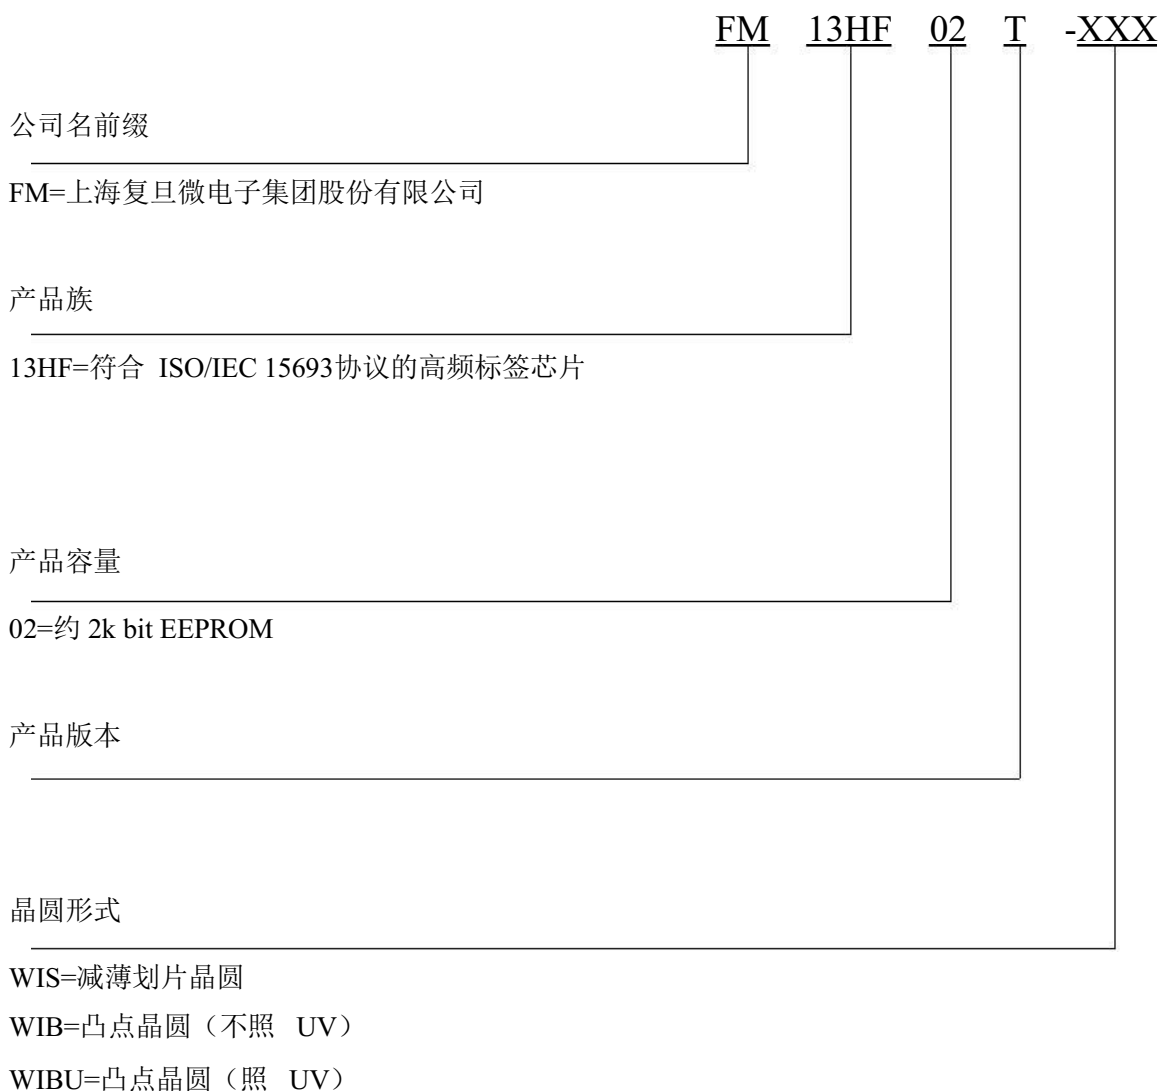 FM 13HF 02 T -XXX
公司名前缀
FM=上海复旦微电子集团股份有限公司
产品族
13HF=符合 ISO/IEC 15693协议的高频标签芯片
产品容量
02=约 2k bit EEPROM
产品版本
晶圆形式
WIS=减薄划片晶圆
WIB=凸点晶圆（不照 UV）
WIBU=凸点晶圆（照 UV）